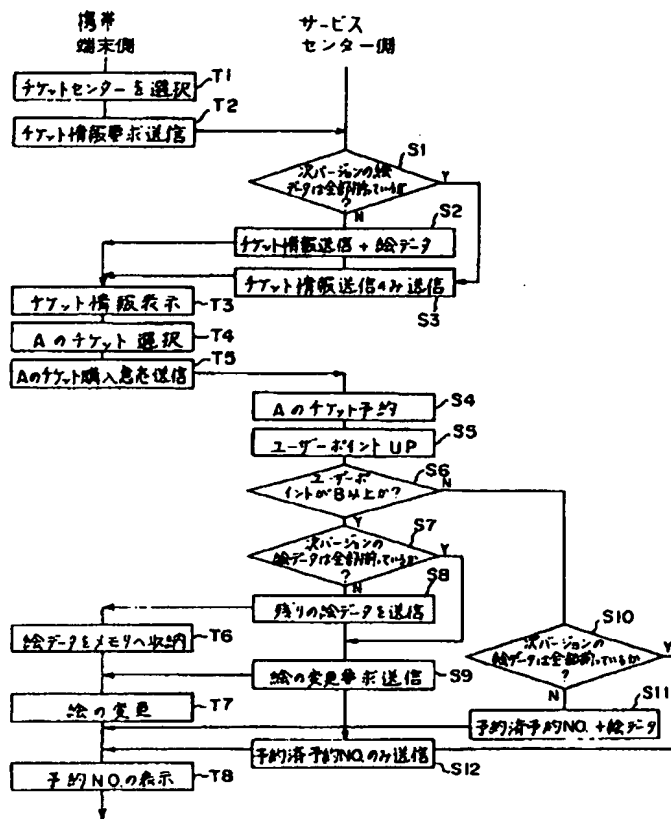 携帯
端末側
サービス
センター側
チケットセンターを選択
T1
チケット情報要求送信
T2
次バージョンの絵
データは全部揃っているか
?
S1
Y
N
チケット情報送信+絵データ
S2
チケット情報送信のみ送信
S3
チケット情報表示
T3
Aのチケット選択
T4
Aのチケット購入意志送信
T5
Aのチケット予約
S4
ユーザーポイントUP
S5
ユーザーポ
イントがB以上か?
S6
N
Y
次バージョンの
絵データは全部揃っているか
?
S7
Y
N
残りの絵データを送信
S8
絵データをメモリへ収納
T6
絵の変更要求送信
S9
絵の変更
T7
次バージョンの
絵データは全部揃っているか
?
S10
Y
N
予約済予約NO.+絵データ
S11
予約済予約NO.のみ送信
S12
予約NO.の表示
T8